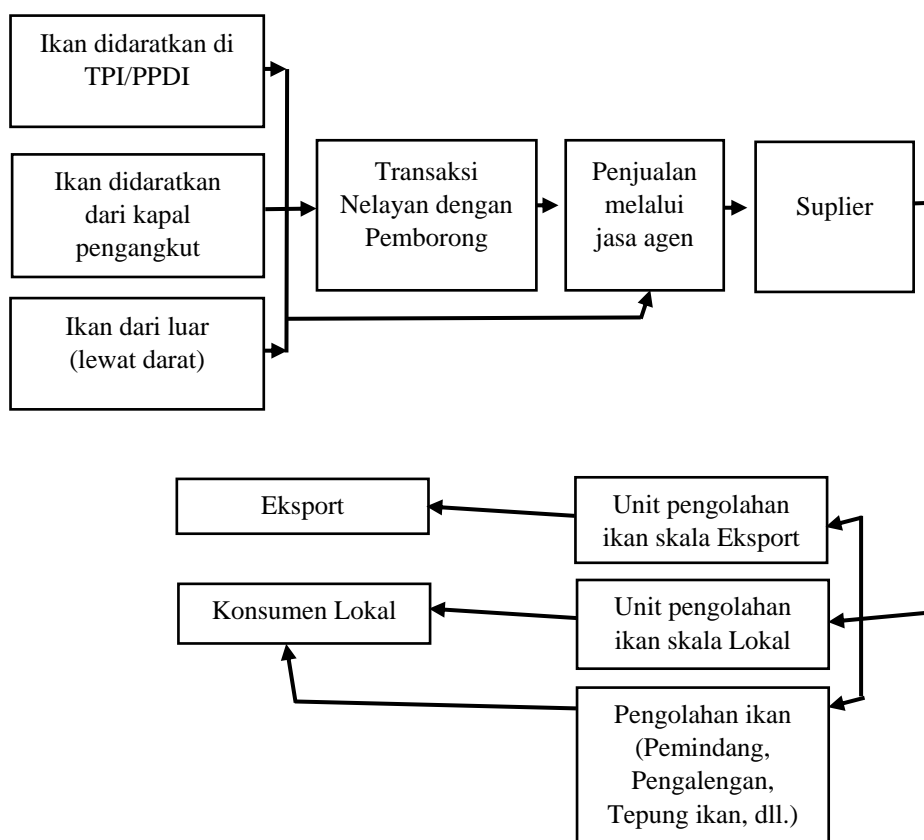 Ikan didaratkan di
TPI/PPDI
Ikan didaratkan
dari kapal
pengangkut
Ikan dari luar
(lewat darat)
Transaksi
Nelayan dengan
Pemborong
Penjualan
melalui
jasa agen
Suplier
Eksport
Konsumen Lokal
Unit pengolahan
ikan skala Eksport
Unit pengolahan
ikan skala Lokal
Pengolahan ikan
(Pemindang,
Pengalengan,
Tepung ikan, dll.)